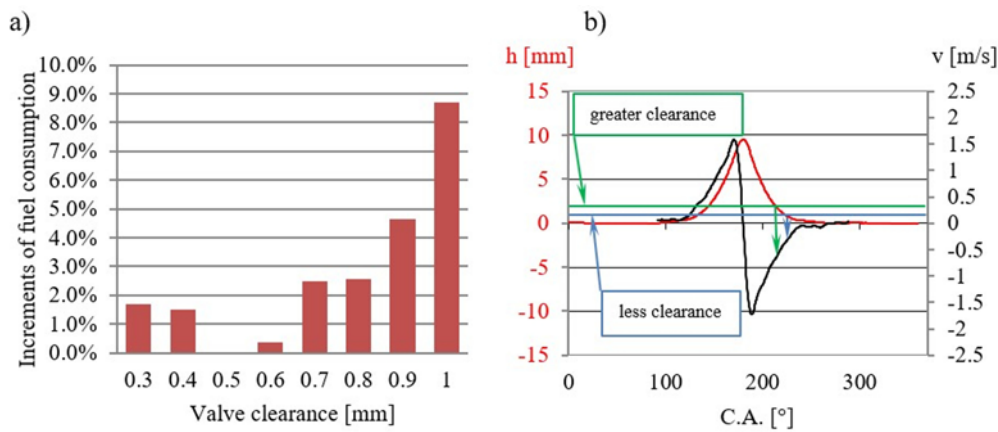 a)
Increments of fuel consumption
10.0%
9.0%
8.0%
7.0%
6.0%
5.0%
4.0%
3.0%
2.0%
1.0%
0.0%
0.3 0.4 0.5 0.6 0.7 0.8 0.9 1
Valve clearance [mm]
b)
h [mm]
v [m/s]
15
10
5
0
-5
-10
-15
greater clearance
less clearance
2.5
2
1.5
1
0.5
0
-0.5
-1
-1.5
-2
-2.5
0 100 200 300
C.A. [°]